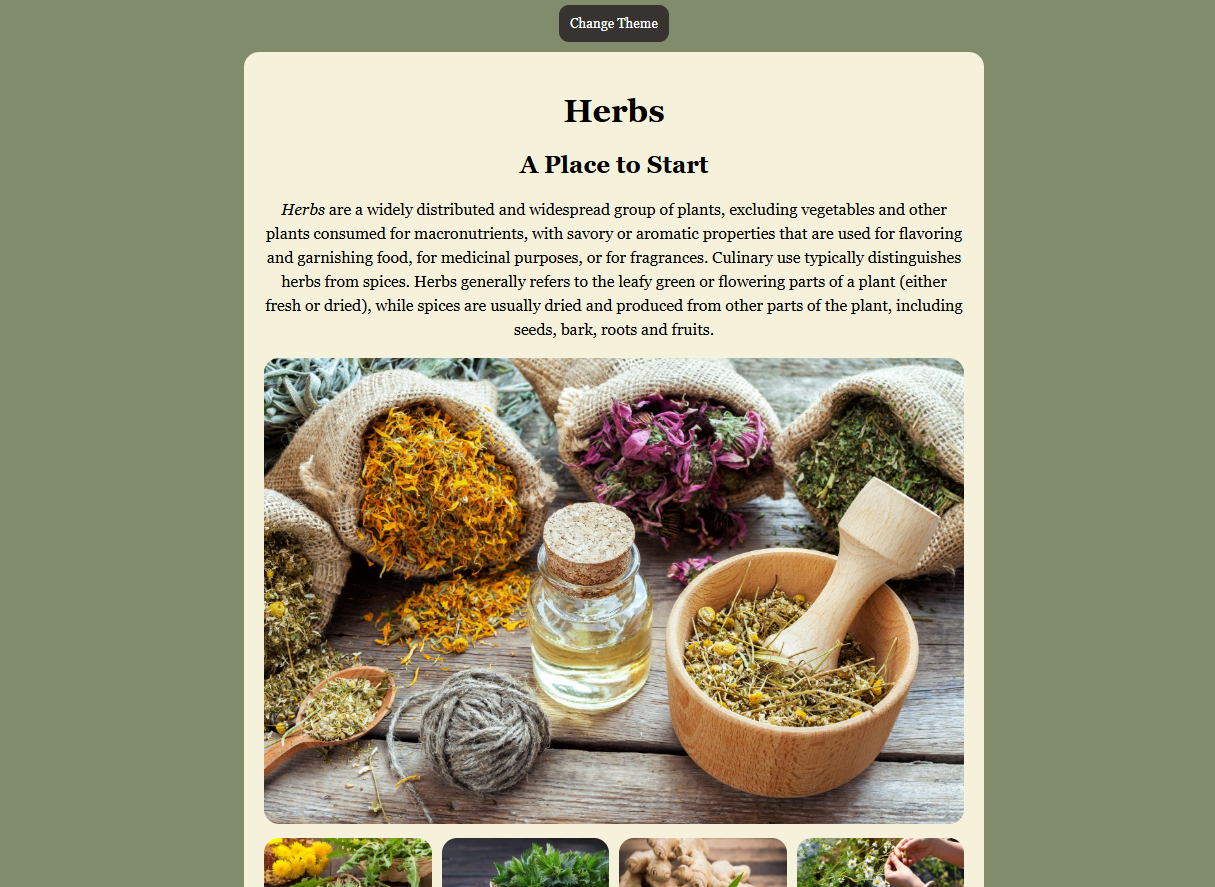 Change Theme
Herbs
A Place to Start
Herbs are a widely distributed and widespread group of plants, excluding vegetables and other
plants consumed for macronutrients, with savory or aromatic properties that are used for flavoring
and garnishing food, for medicinal purposes, or for fragrances. Culinary use typically distinguishes
herbs from spices. Herbs generally refers to the leafy green or flowering parts of a plant (either
fresh or dried), while spices are usually dried and produced from other parts of the plant, including
seeds, bark, roots and fruits.